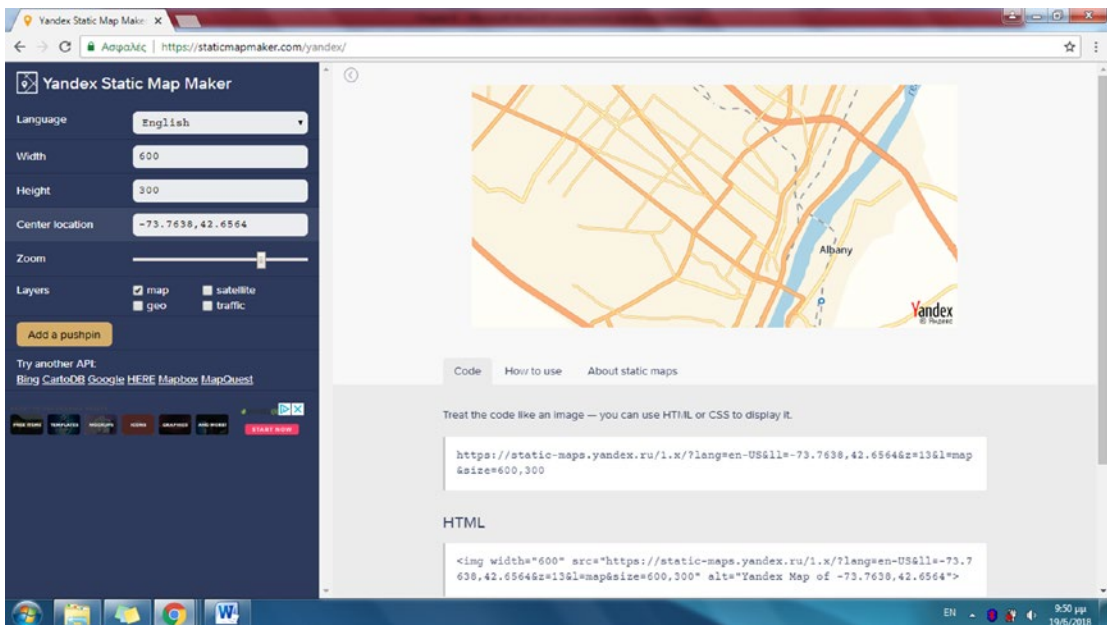 Yandex Static Map Make
Ασφαλές | https://staticmapmaker.com/yandex/
Yandex Static Map Maker
Language English
Width 600
Height 300
Center location -73.7638,42.6564
Zoom
Layers map satellite
geo traffic
Add a pushpin
Try another API:
Bing CartoDB Google HERE Mapbox MapQuest
START NOW
Albany
Yandex
© Яндекс
Code How to use About static maps
Treat the code like an image — you can use HTML or CSS to display it.
https://static-maps.yandex.ru/1.x/?lang=en-US&ll=-73.7638,42.6564&z=13&l=map
&size=600,300
HTML
<img width="600" src="https://static-maps.yandex.ru/1.x/?lang=en-US&ll=-73.7
638,42.6564&z=13&l=map&size=600,300" alt="Yandex Map of -73.7638,42.6564">
EN 9:50 μμ
19/6/2018